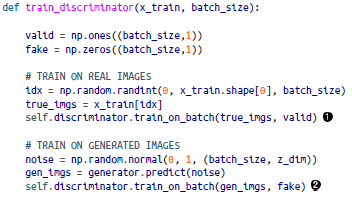 def train_discriminator(x_train, batch_size):
valid = np.ones((batch_size,1))
fake = np.zeros((batch_size,1))
# TRAIN ON REAL IMAGES
idx = np.random.randint(0, x_train.shape[0], batch_size)
true_imgs = x_train[idx]
self.discriminator.train_on_batch(true_imgs, valid) ❶
# TRAIN ON GENERATED IMAGES
noise = np.random.normal(0, 1, (batch_size, z_dim))
gen_imgs = generator.predict(noise)
self.discriminator.train_on_batch(gen_imgs, fake) ❷